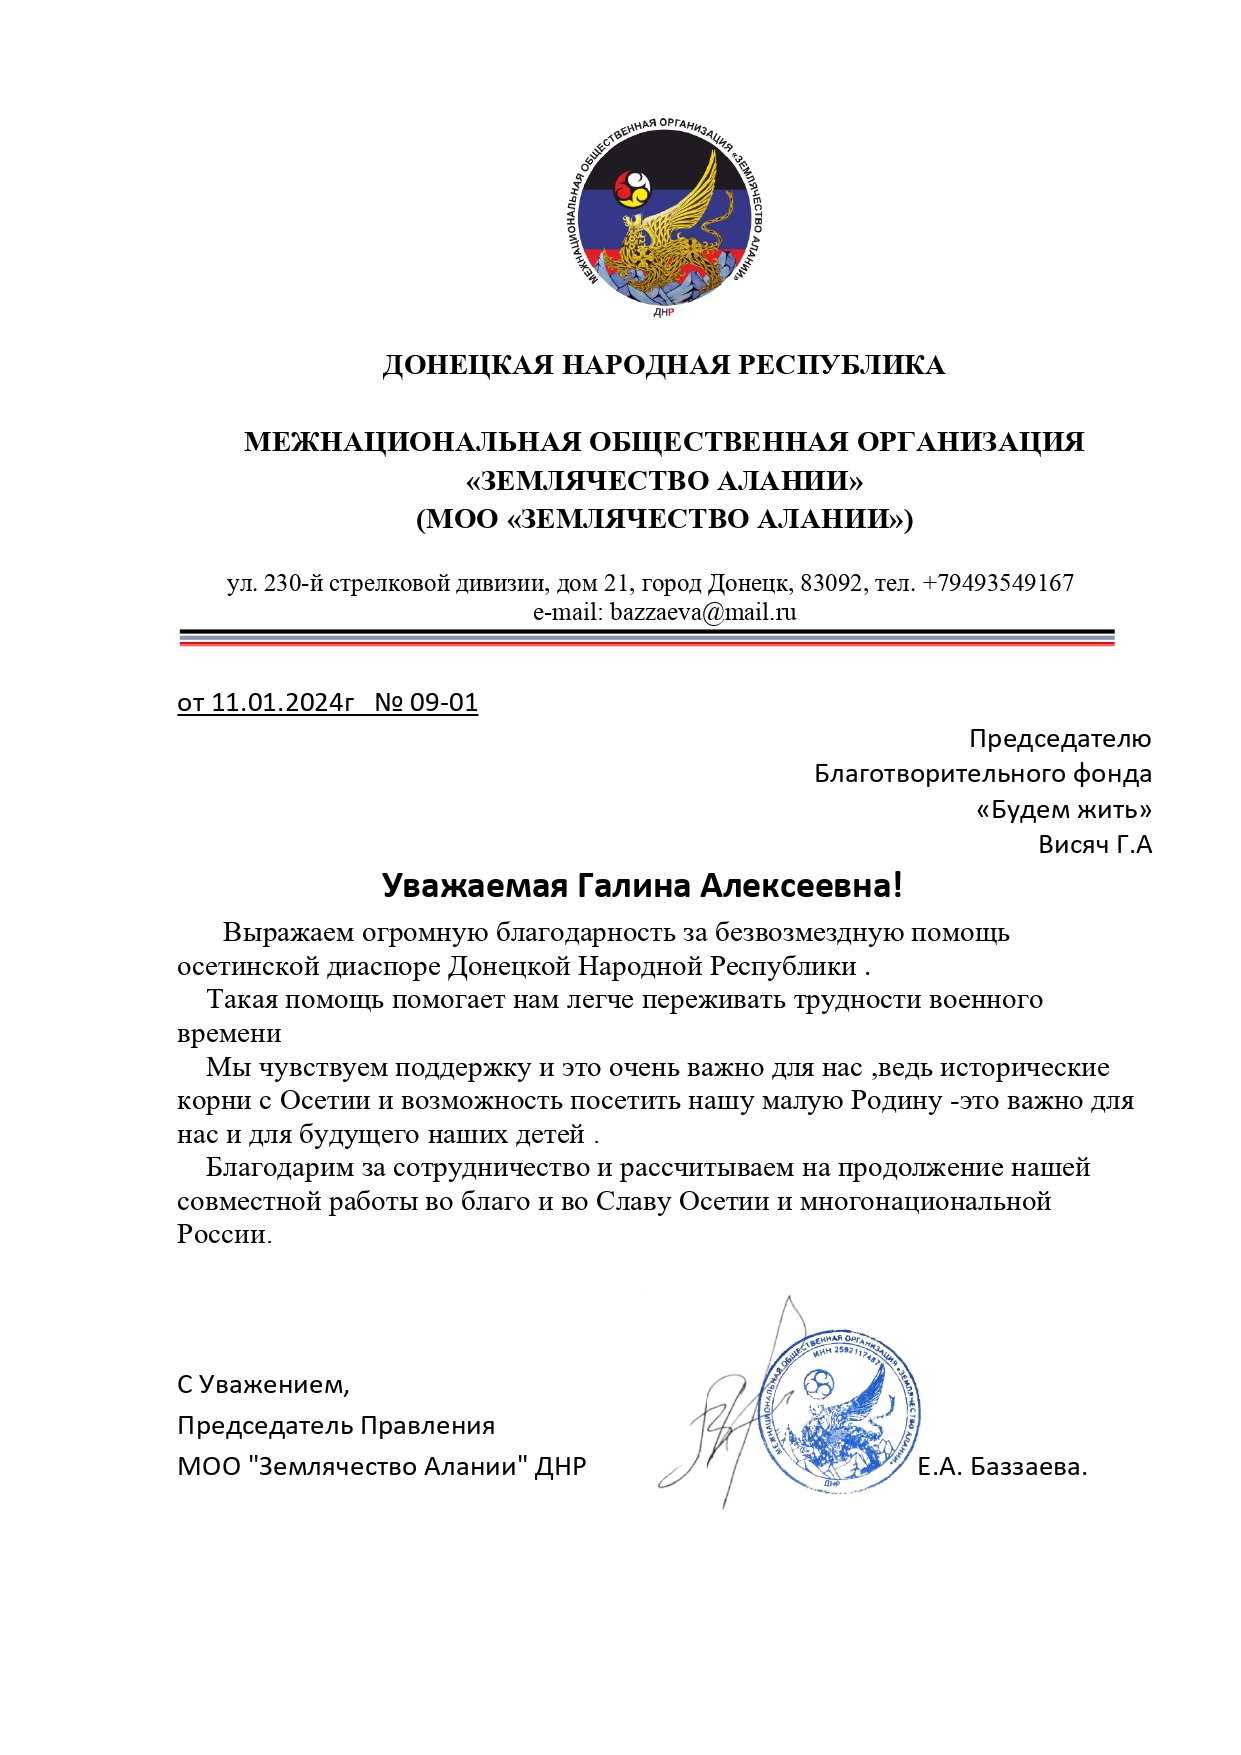 МЕЖНАЦИОНАЛЬНАЯ ОБЩЕСТВЕННАЯ ОРГАНИЗАЦИЯ «ЗЕМЛЯЧЕСТВО АЛАНИИ»
ДНР
ДОНЕЦКАЯ НАРОДНАЯ РЕСПУБЛИКА
МЕЖНАЦИОНАЛЬНАЯ ОБЩЕСТВЕННАЯ ОРГАНИЗАЦИЯ
«ЗЕМЛЯЧЕСТВО АЛАНИИ»
(МОО «ЗЕМЛЯЧЕСТВО АЛАНИИ»)
ул. 230-й стрелковой дивизии, дом 21, город Донецк, 83092, тел. +79493549167
e-mail: bazzaeva@mail.ru
от 11.01.2024г   № 09-01
Председателю
Благотворительного фонда
«Будем жить»
Висяч Г.А
Уважаемая Галина Алексеевна!
Выражаем огромную благодарность за безвозмездную помощь
осетинской диаспоре Донецкой Народной Республики .
Такая помощь помогает нам легче переживать трудности военного
времени
Мы чувствуем поддержку и это очень важно для нас ,ведь исторические
корни с Осетии и возможность посетить нашу малую Родину -это важно для
нас и для будущего наших детей .
Благодарим за сотрудничество и рассчитываем на продолжение нашей
совместной работы во благо и во Славу Осетии и многонациональной
России.
С Уважением,
Председатель Правления
МОО "Землячество Алании" ДНР
Е.А. Баззаева.
МЕЖНАЦИОНАЛЬНАЯ ОБЩЕСТВЕННАЯ ОРГАНИЗАЦИЯ «ЗЕМЛЯЧЕСТВО АЛАНИИ»
ИНН
ДНР